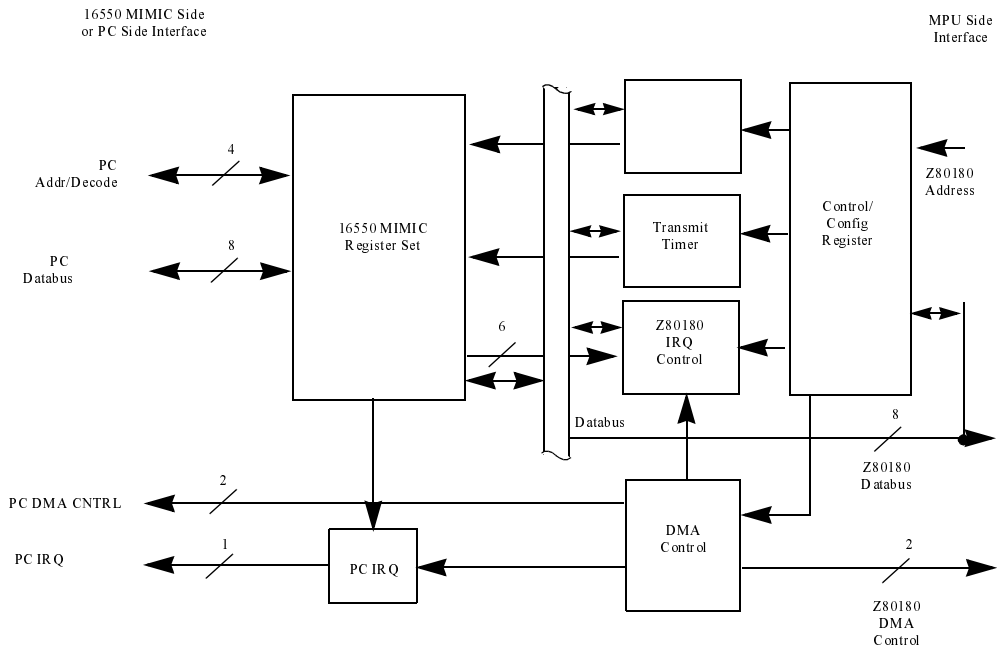 16550 MIMIC Side
or PC Side Interface
MPU Side
Interface
PC
Addr/Decode
4
16550 MIMIC
Register Set
Transmit
Timer
Control/
Config
Register
Z80180
Address
PC
Databus
8
6
Z80180
IRQ
Control
Databus
8
Z80180
Databus
PC DMA CNTRL
2
DMA
Control
PC IRQ
1
PC IRQ
2
Z80180
DMA
Control